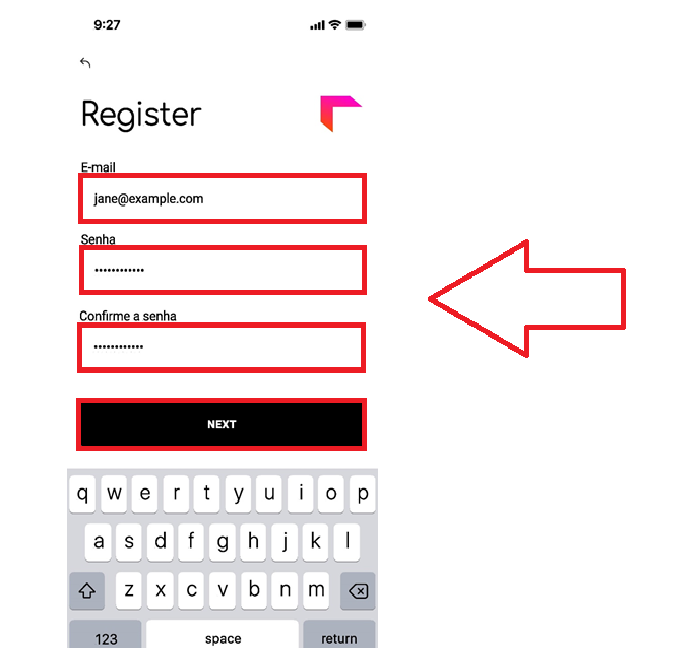 9:27
Register
E-mail
jane@example.com
Senha
••••••••••••
Confirme a senha
••••••••••••
NEXT
q w e r t y u i o p
a s d f g h j k l
z x c v b n m
123 space return